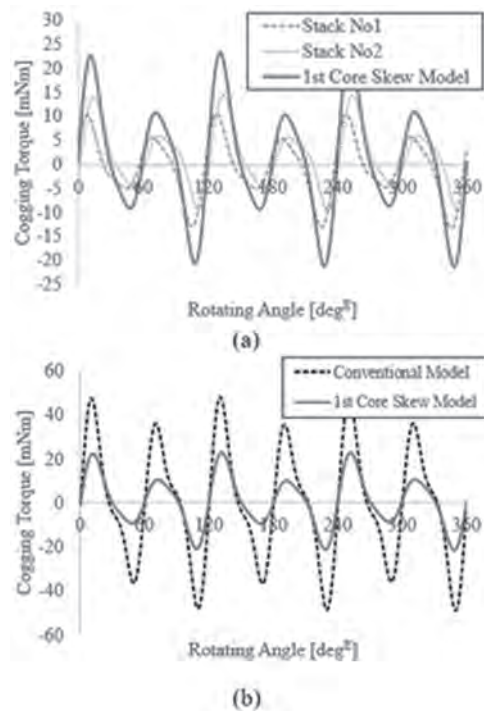 30
25
20
15
10
5
0
-5
-10
-15
-20
-25
Cogging Torque [mNm]
Stack No1
Stack No2
1st Core Skew Model
0 60 120 180 240 300 360
Rotating Angle [degᴱ]
(a)
60
40
20
0
-20
-40
-60
Cogging Torque [mNm]
Conventional Model
1st Core Skew Model
0 60 120 180 240 300 360
Rotating Angle [degᴱ]
(b)